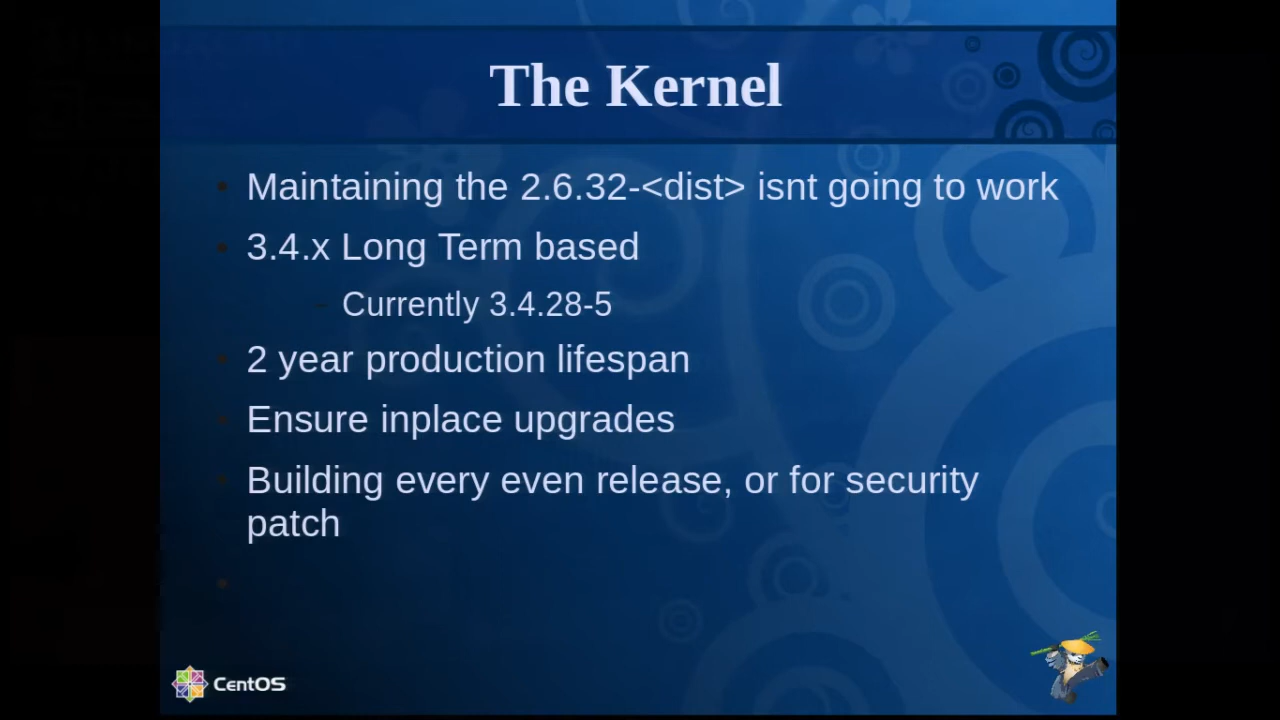 The Kernel
Maintaining the 2.6.32-<dist> isnt going to work
3.4.x Long Term based
Currently 3.4.28-5
2 year production lifespan
Ensure inplace upgrades
Building every even release, or for security
patch
CentOS